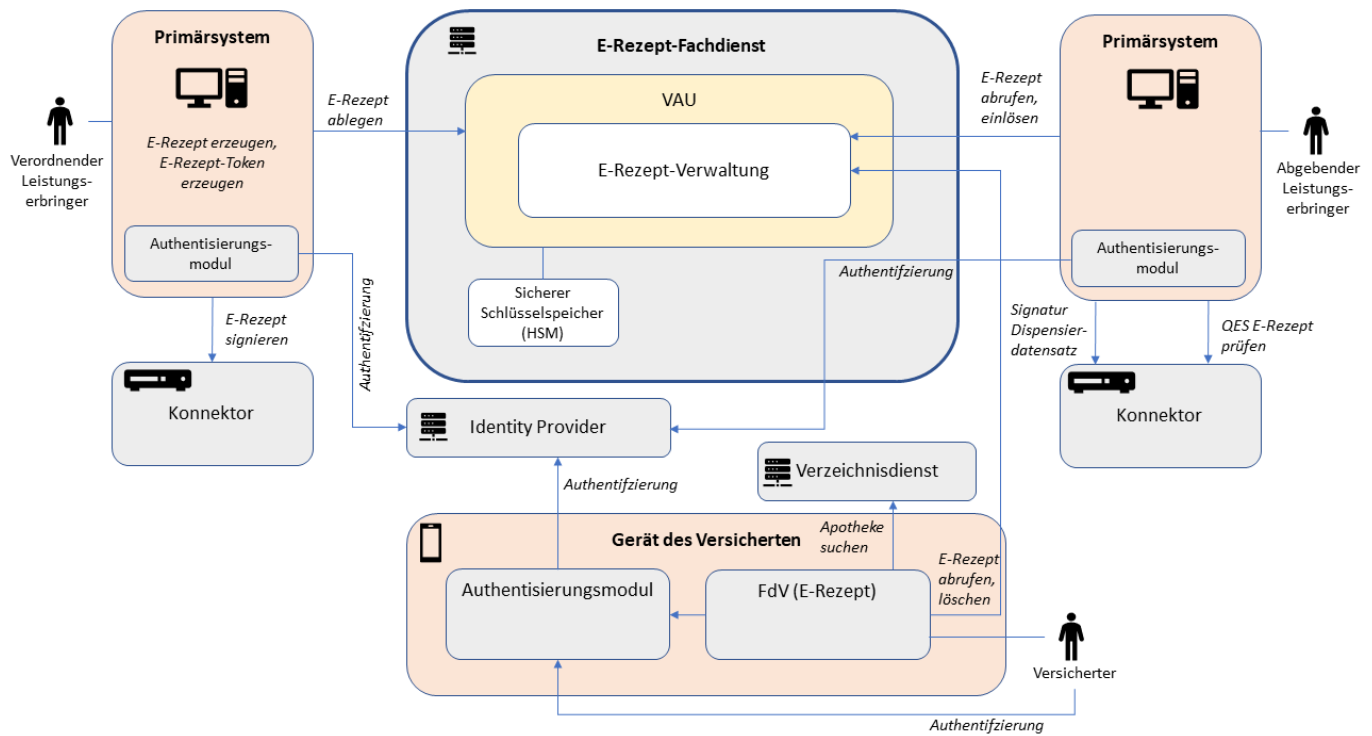 Primärsystem
E-Rezept erzeugen,
E-Rezept-Token
erzeugen
Authentisierungs-
modul
Verordnender
Leistungs-
erbringer
E-Rezept
ablegen
E-Rezept
signieren
Authentifzierung
Konnektor
E-Rezept-Fachdienst
VAU
E-Rezept-Verwaltung
Sicherer
Schlüsselspeicher
(HSM)
E-Rezept
abrufen,
einlösen
Primärsystem
Authentisierungs-
modul
Abgebender
Leistungs-
erbringer
Authentifzierung
Signatur
Dispensier-
datensatz
QES E-Rezept
prüfen
Konnektor
Identity Provider
Authentifzierung
Verzeichnisdienst
Apotheke
suchen
Gerät des Versicherten
Authentisierungsmodul
FdV (E-Rezept)
E-Rezept
abrufen,
löschen
Versicherter
Authentifzierung